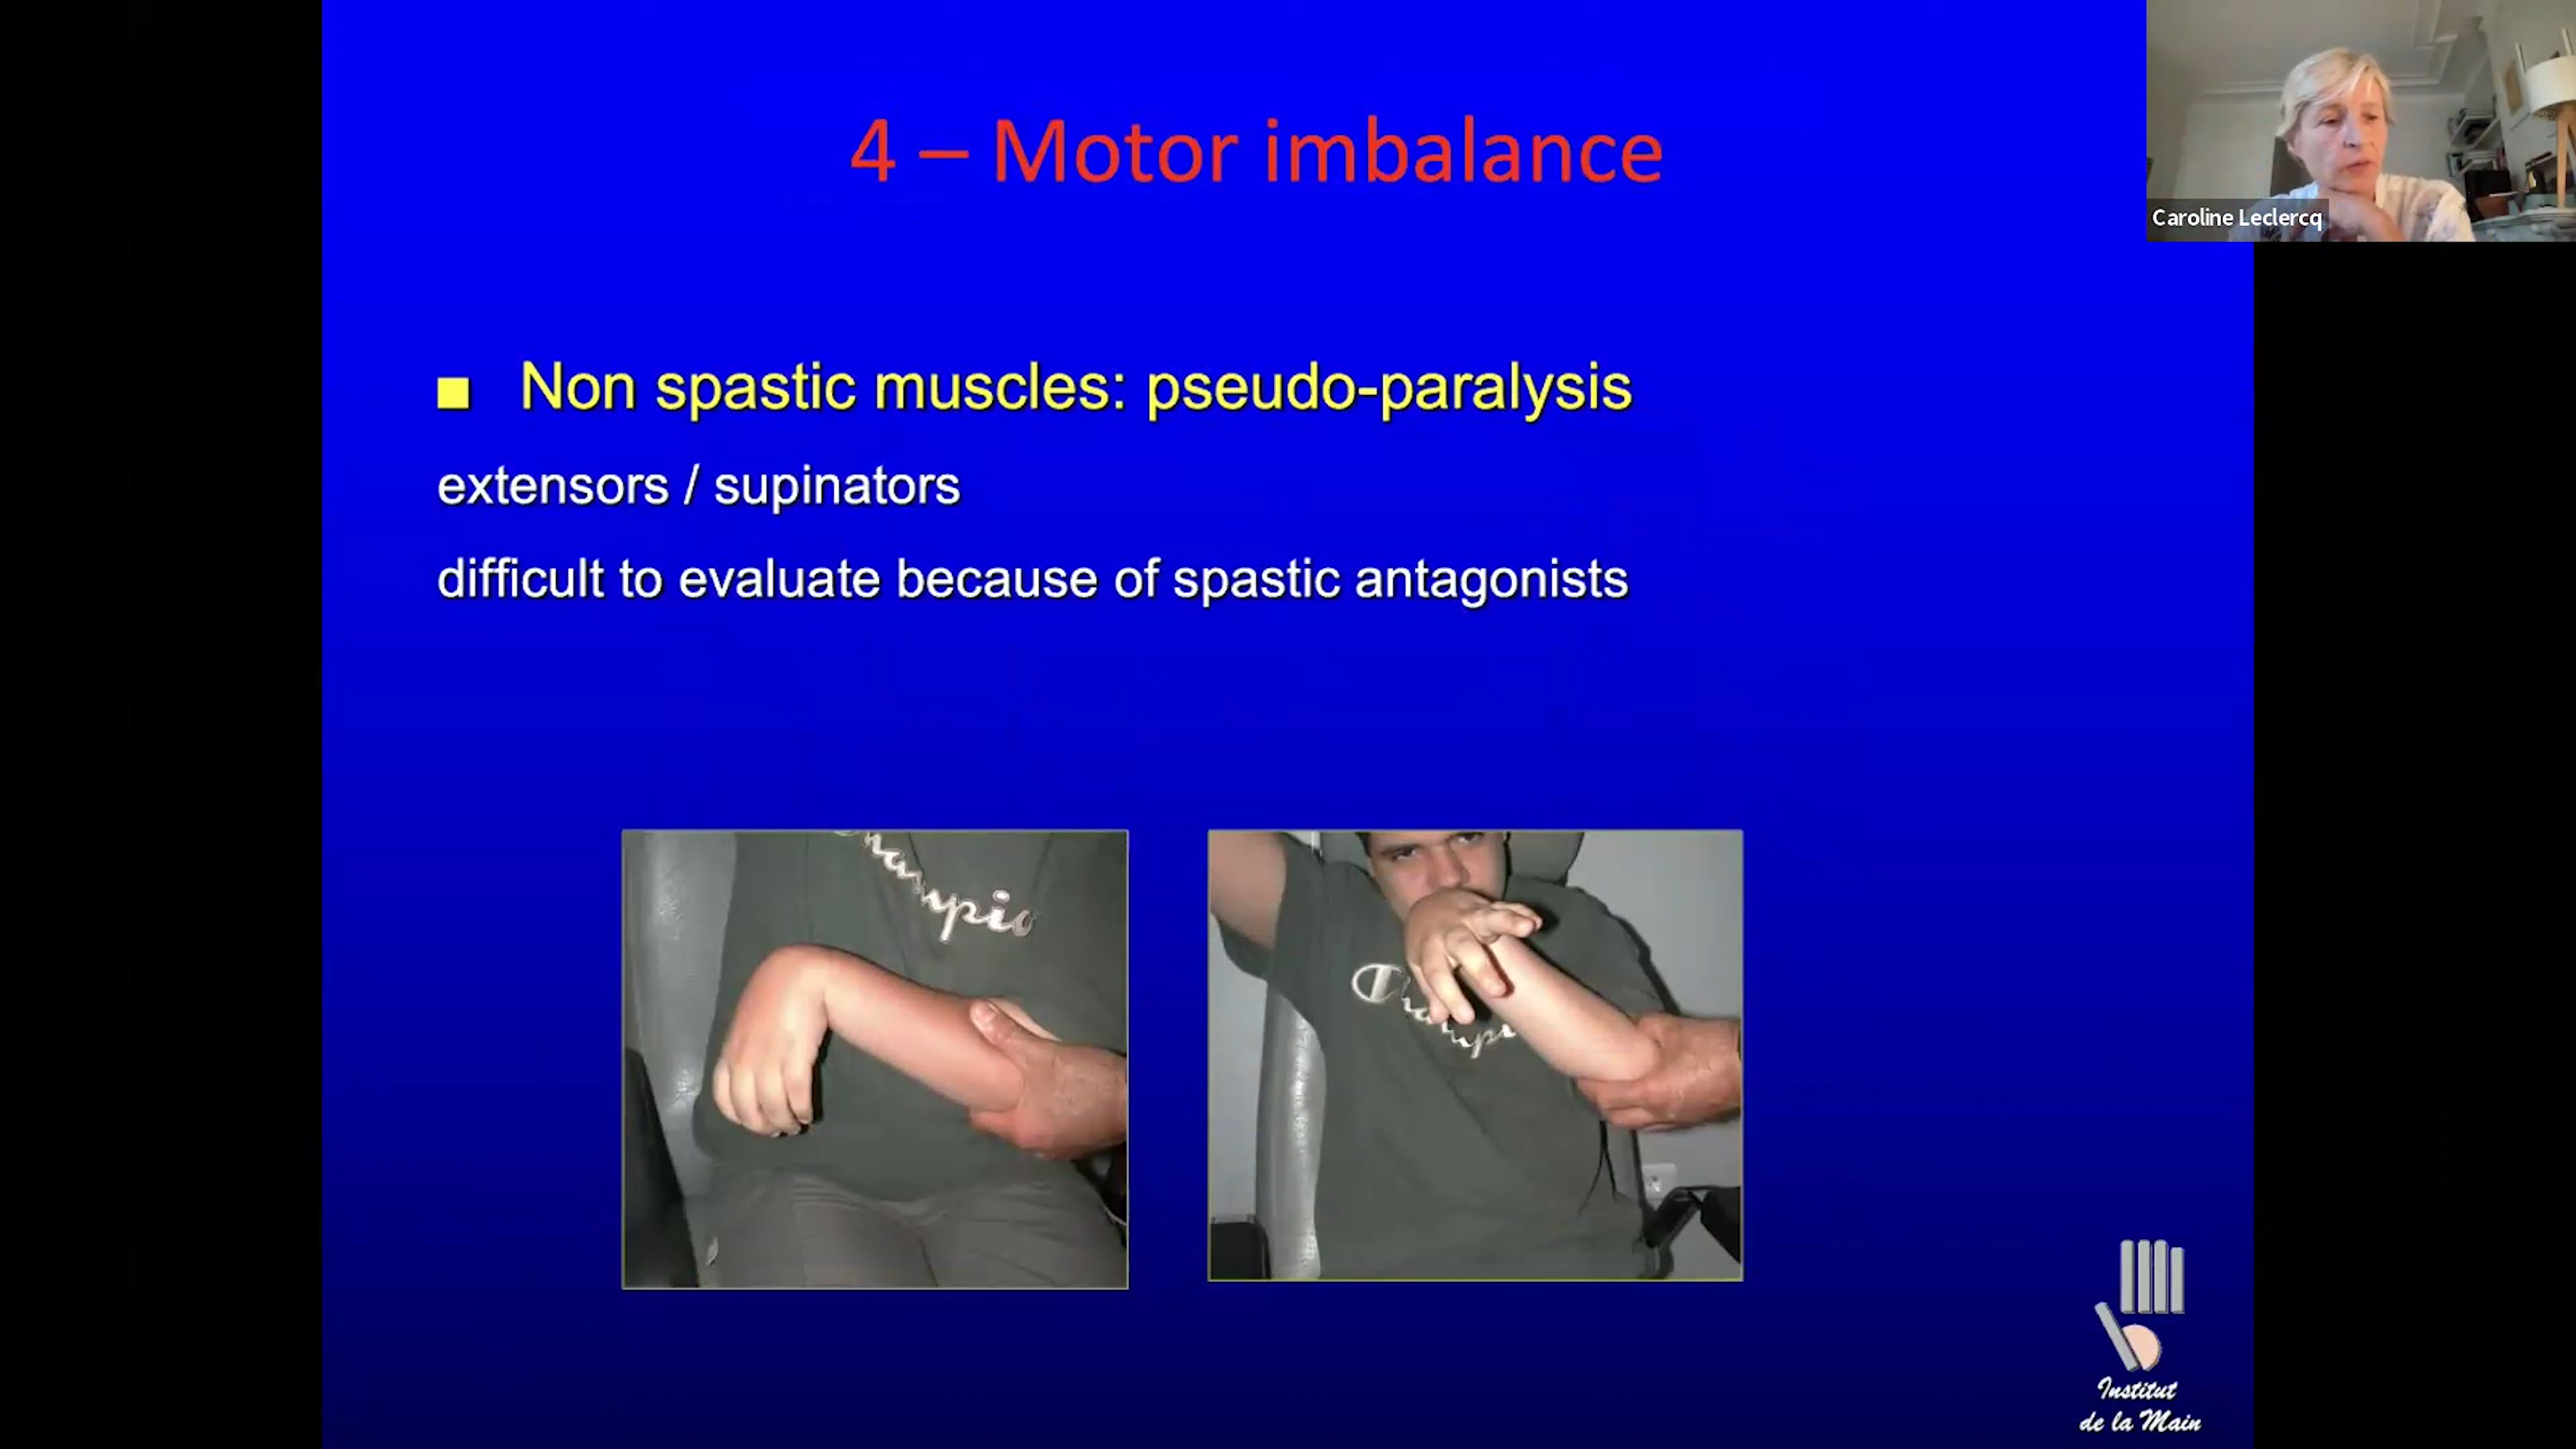 4 – Motor imbalance
Caroline Leclercq
■ Non spastic muscles: pseudo-paralysis
extensors / supinators
difficult to evaluate because of spastic antagonists
Institut
de la Main